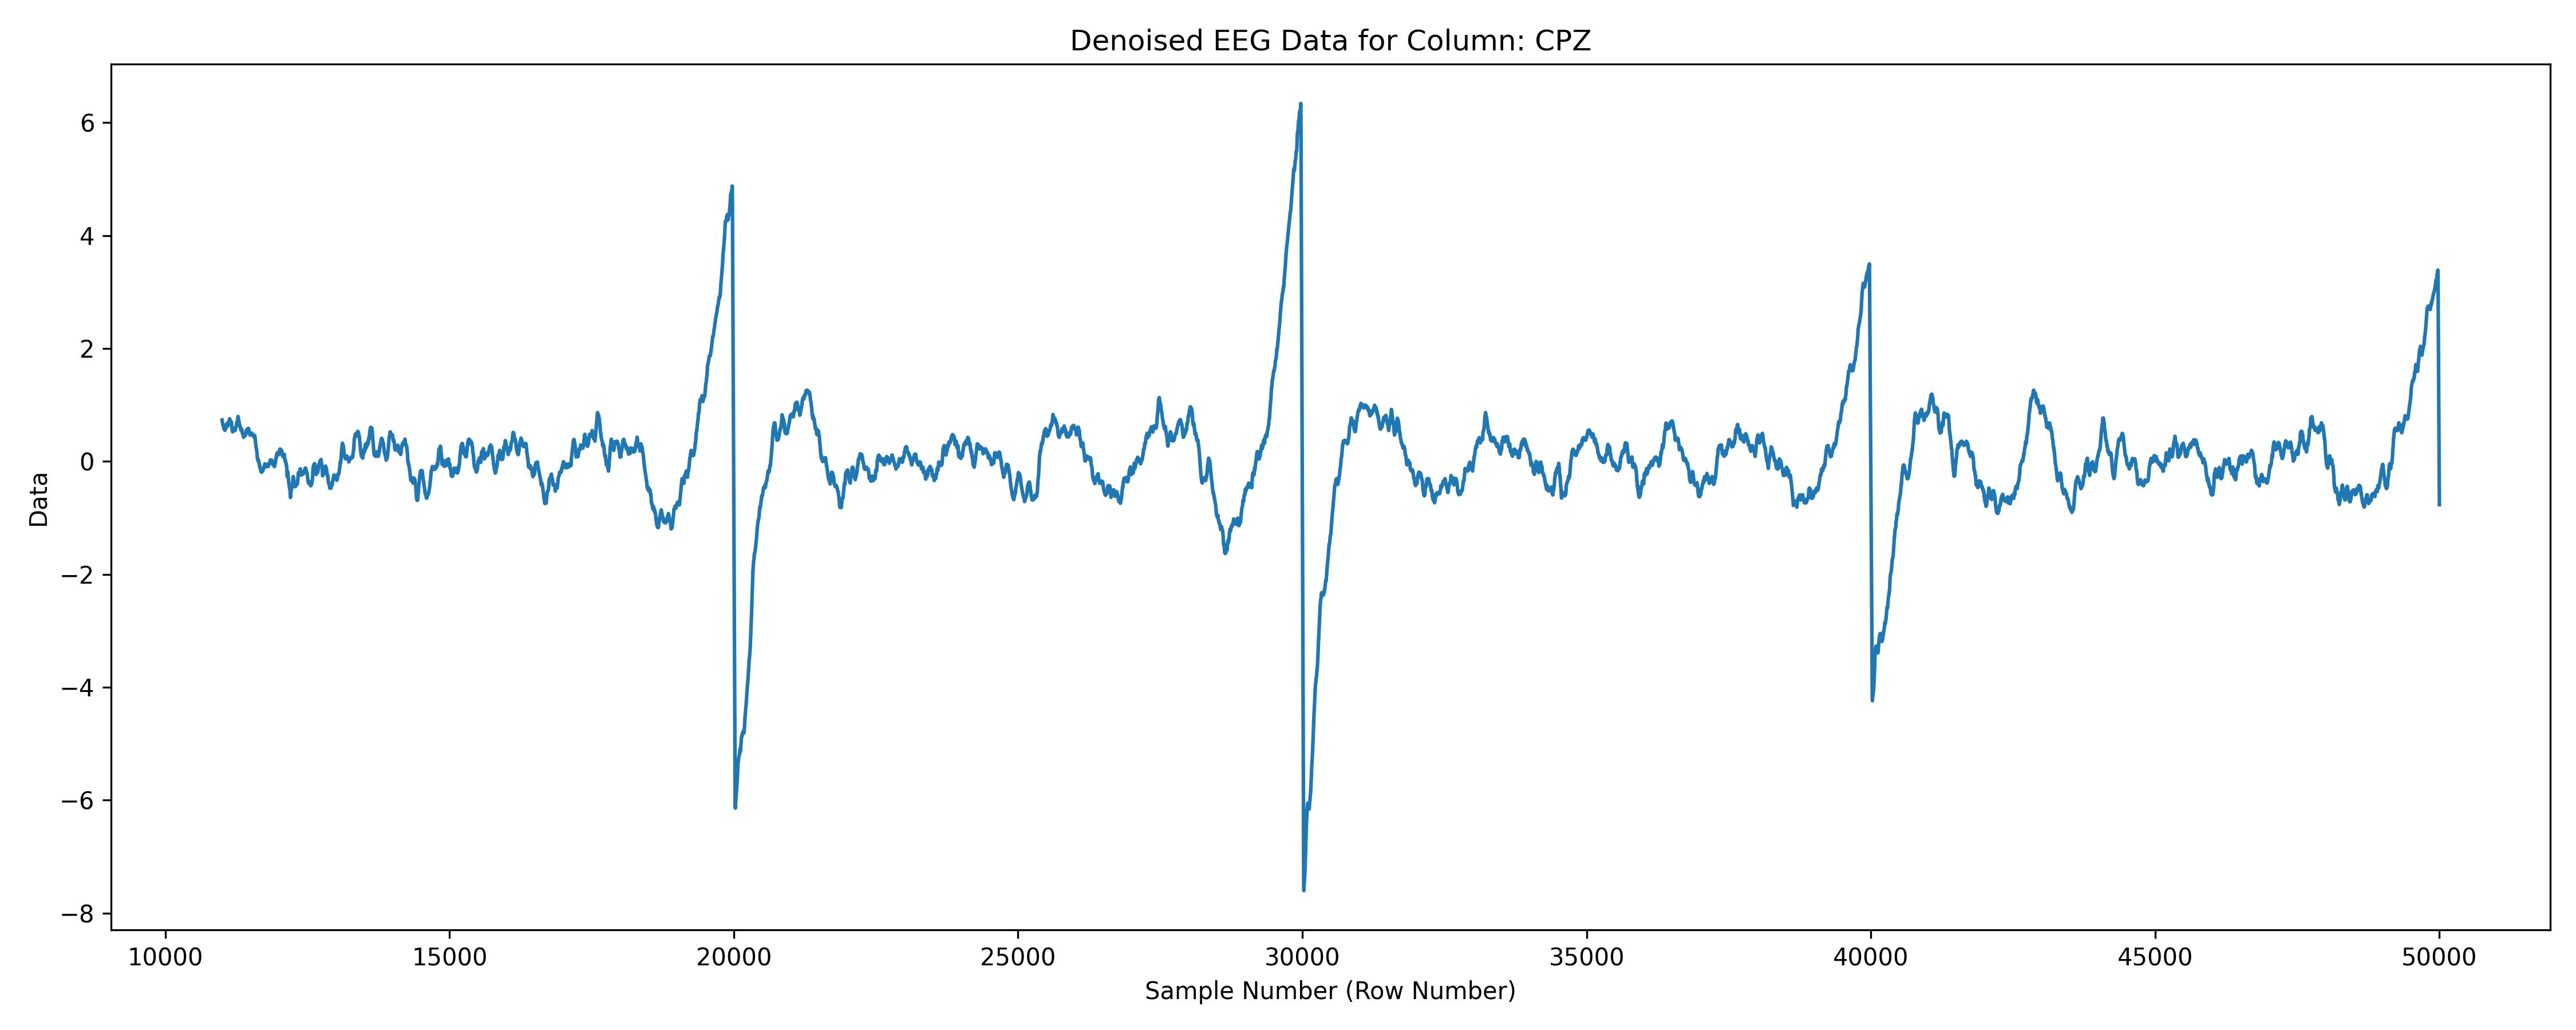 Denoised EEG Data for Column: CPZ
6
4
2
0
−2
−4
−6
−8
Data
10000 15000 20000 25000 30000 35000 40000 45000 50000
Sample Number (Row Number)